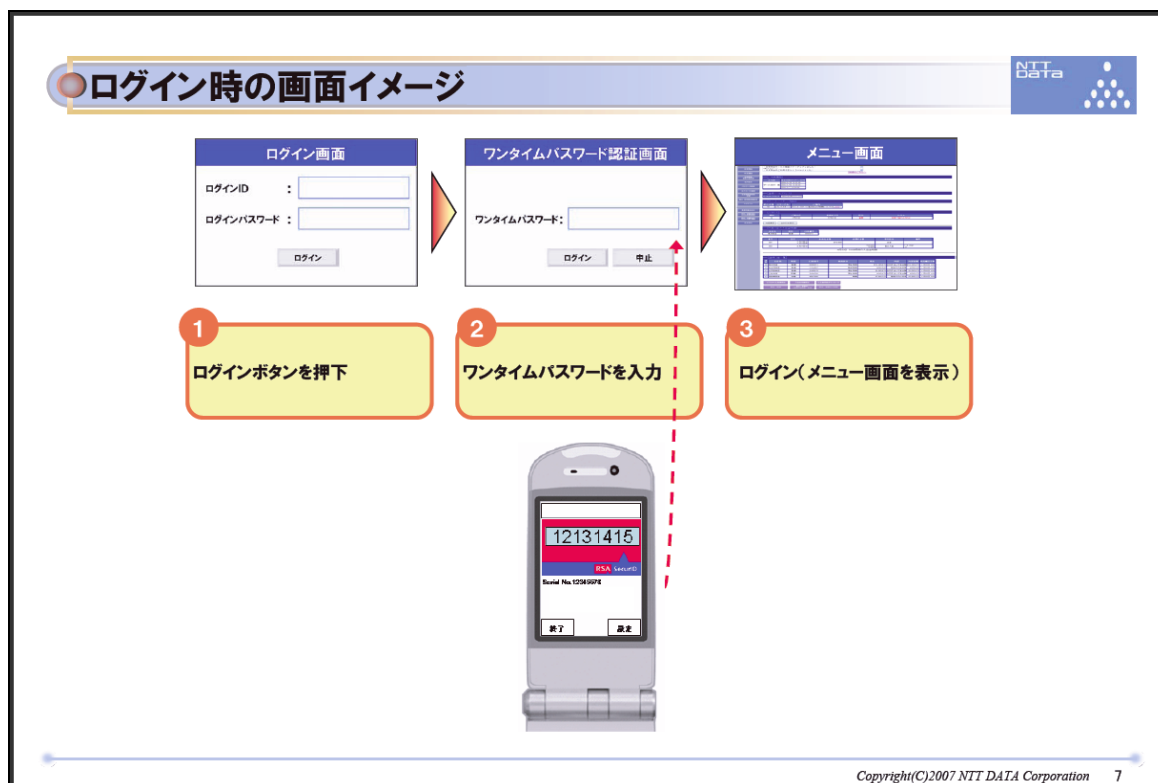 ログイン時の画面イメージ
NTT
DATA
ログイン画面
ログインID :
ログインパスワード :
ログイン
ワンタイムパスワード認証画面
ワンタイムパスワード:
ログイン 中止
メニュー画面
1
ログインボタンを押下
2
ワンタイムパスワードを入力
3
ログイン(メニュー画面を表示)
12131415
RSA SecurID
Serial No.12345678
終了 設定
Copyright(C)2007 NTT DATA Corporation 7